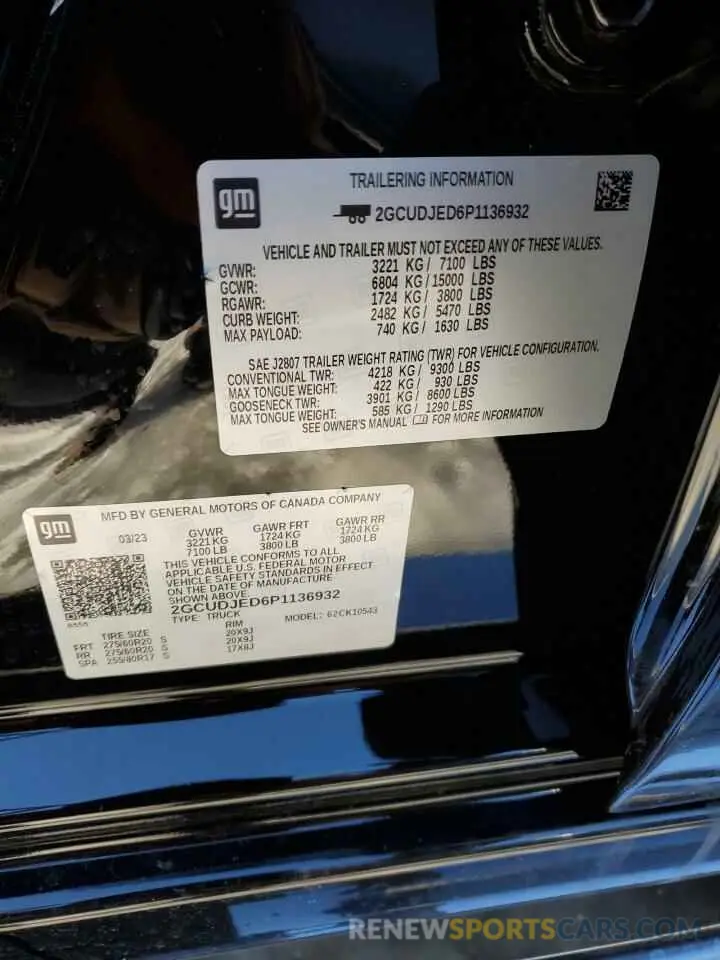 gm
TRAILERING INFORMATION
2GCUDJED6P1136932
VEHICLE AND TRAILER MUST NOT EXCEED ANY OF THESE VALUES.
GVWR: 3221 KG / 7100 LBS
GCWR: 6804 KG / 15000 LBS
RGAWR: 1724 KG / 3800 LBS
CURB WEIGHT: 2482 KG / 5470 LBS
MAX PAYLOAD: 740 KG / 1630 LBS
SAE J2807 TRAILER WEIGHT RATING (TWR) FOR VEHICLE CONFIGURATION.
CONVENTIONAL TWR: 4218 KG / 9300 LBS
MAX TONGUE WEIGHT: 422 KG / 930 LBS
GOOSENECK TWR: 3901 KG / 8600 LBS
MAX TONGUE WEIGHT: 585 KG / 1290 LBS
SEE OWNER'S MANUAL FOR MORE INFORMATION
gm
MFD BY GENERAL MOTORS OF CANADA COMPANY
03/23 GVWR GAWR FRT GAWR RR
3221 KG 1724 KG 1724 KG
7100 LB 3800 LB 3800 LB
THIS VEHICLE CONFORMS TO ALL
APPLICABLE U.S. FEDERAL MOTOR
VEHICLE SAFETY STANDARDS IN EFFECT
ON THE DATE OF MANUFACTURE
SHOWN ABOVE.
2GCUDJED6P1136932
TYPE: TRUCK MODEL: 62CK10543
TIRE SIZE RIM
FRT 275/60R20 S 20X9J
RR 275/60R20 S 20X9J
SPA 255/80R17 S 17X8J
RENEWSPORTSCARS.COM